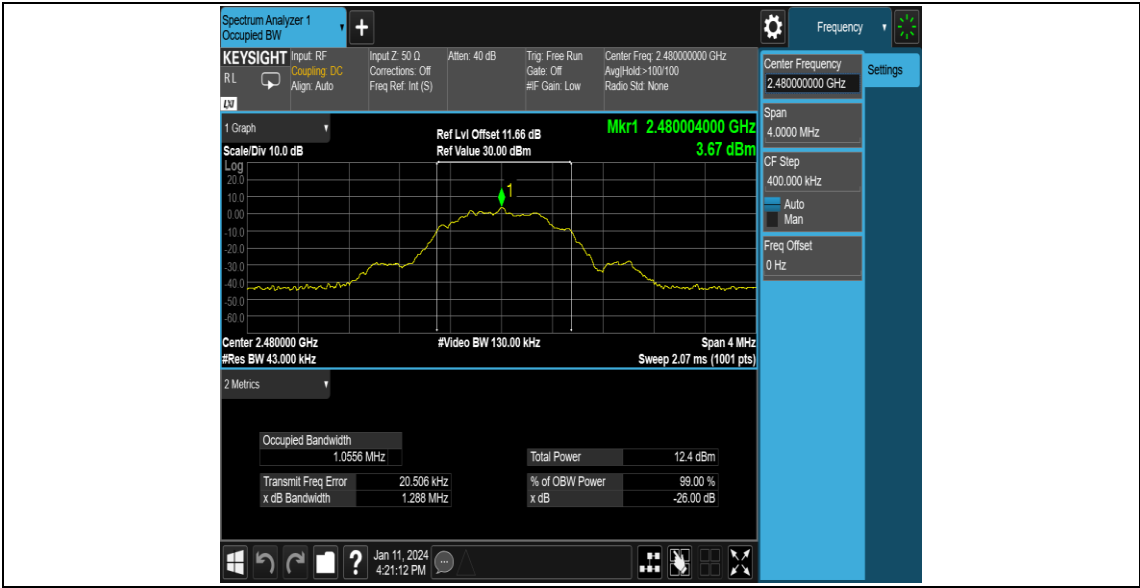 Spectrum Analyzer 1
Occupied BW
+
Frequency
KEYSIGHT
RL
LXI
Input: RF
Coupling: DC
Align: Auto
Input Z: 50 Ω
Corrections: Off
Freq Ref: Int (S)
Atten: 40 dB
Trig: Free Run
Gate: Off
#IF Gain: Low
Center Freq: 2.480000000 GHz
Avg|Hold:>100/100
Radio Std: None
Center Frequency
2.480000000 GHz
Settings
Span
4.0000 MHz
CF Step
400.000 kHz
Auto
Man
Freq Offset
0 Hz
1 Graph
Scale/Div 10.0 dB
Ref Lvl Offset 11.66 dB
Ref Value 30.00 dBm
Mkr1 2.480004000 GHz
3.67 dBm
Log
20.0
10.0
0.00
-10.0
-20.0
-30.0
-40.0
-50.0
-60.0
1
Center 2.480000 GHz
#Res BW 43.000 kHz
#Video BW 130.00 kHz
Span 4 MHz
Sweep 2.07 ms (1001 pts)
2 Metrics
Occupied Bandwidth
1.0556 MHz
Total Power 12.4 dBm
Transmit Freq Error 20.506 kHz
% of OBW Power 99.00 %
x dB Bandwidth 1.288 MHz
x dB -26.00 dB
?
Jan 11, 2024
4:21:12 PM